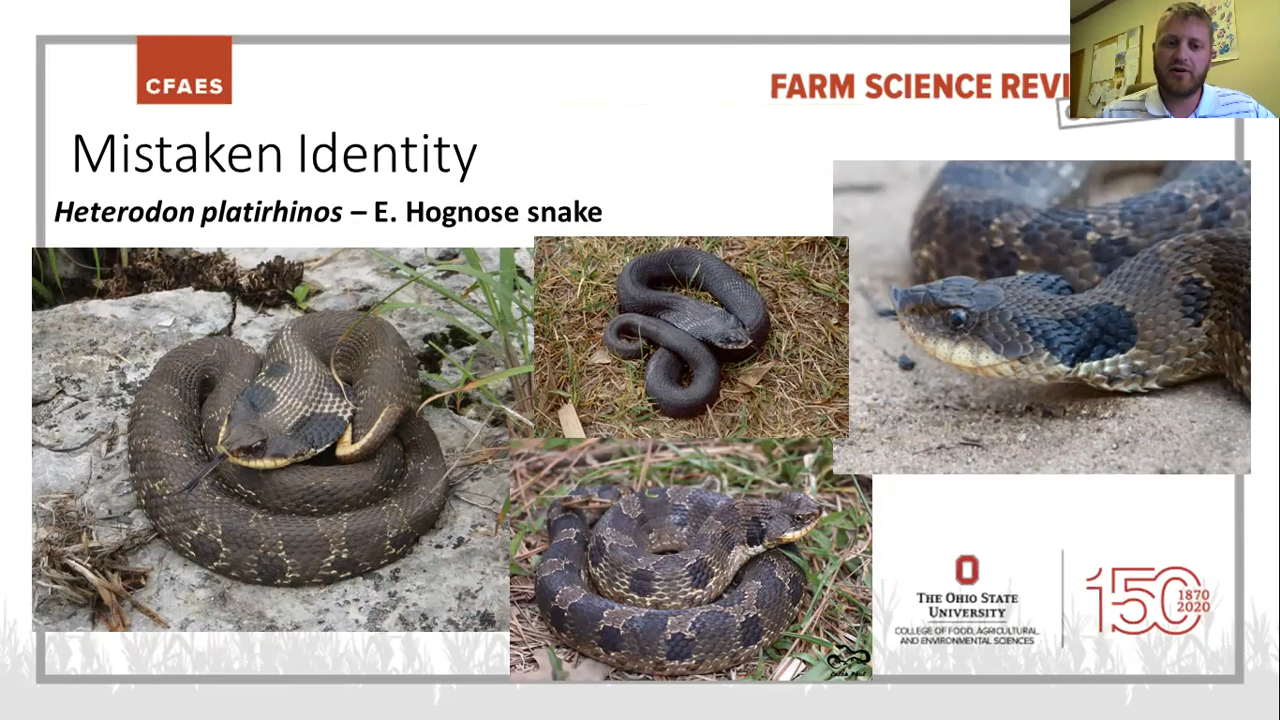 CFAES
FARM SCIENCE REVI
Mistaken Identity
Heterodon platirhinos – E. Hognose snake
THE OHIO STATE
UNIVERSITY
COLLEGE OF FOOD, AGRICULTURAL,
AND ENVIRONMENTAL SCIENCES
150
1870
2020